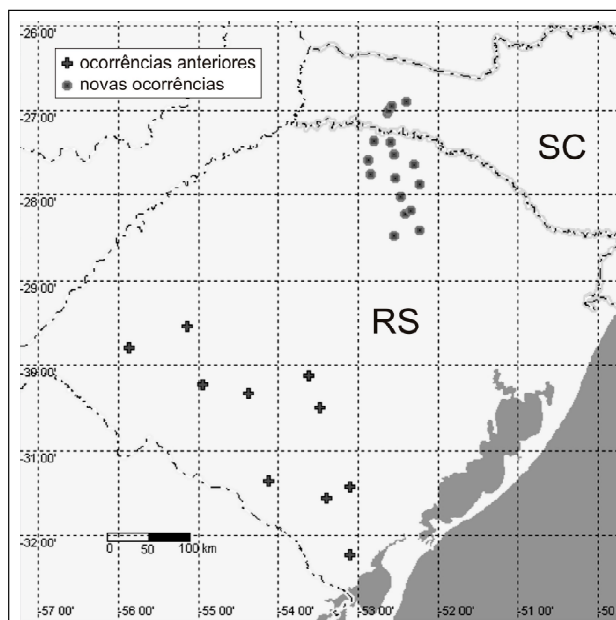 -26°00'
ocorrências anteriores
novas ocorrências
-27°00'
SC
-28°00'
-29°00'
RS
-30°00'
-31°00'
-32°00'
0 50 100 km
-57 00' -56 00' -55 00' -54 00' -53 00' -52 00' -51 00' -50